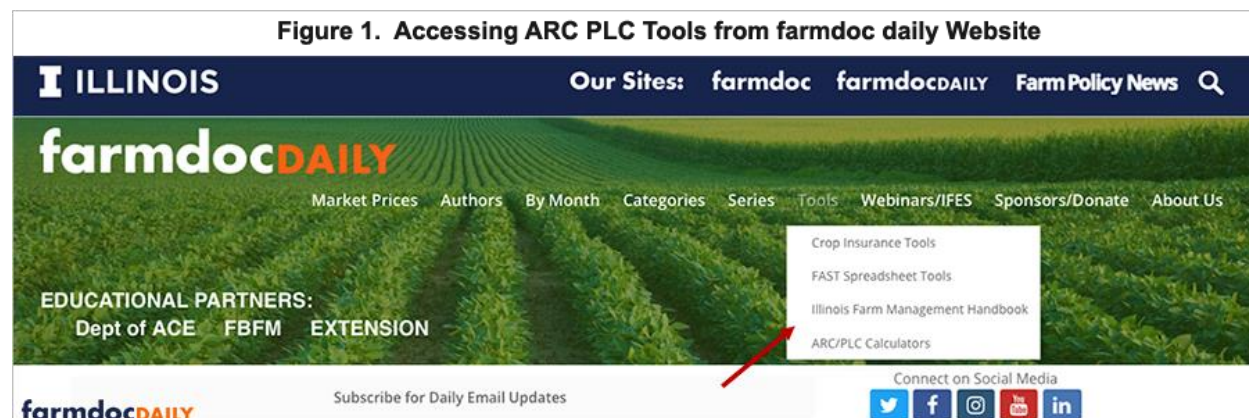 Figure 1. Accessing ARC PLC Tools from farmdoc daily Website
I ILLINOIS
Our Sites: farmdoc farmdocDAILY Farm Policy News
farmdocDAILY
Market Prices Authors By Month Categories Series Tools Webinars/IFES Sponsors/Donate About Us
Crop Insurance Tools
FAST Spreadsheet Tools
Illinois Farm Management Handbook
ARC/PLC Calculators
EDUCATIONAL PARTNERS:
Dept of ACE FBFM EXTENSION
Connect on Social Media
Subscribe for Daily Email Updates
farmdocDAILY
f You Tube in